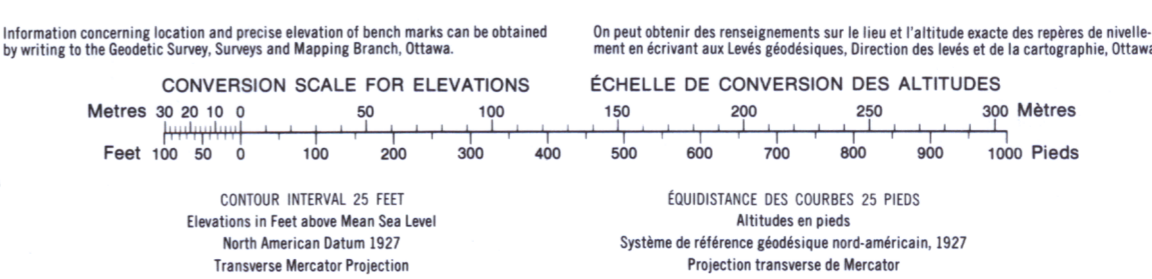 Information concerning location and precise elevation of bench marks can be obtained
by writing to the Geodetic Survey, Surveys and Mapping Branch, Ottawa.
On peut obtenir des renseignements sur le lieu et l'altitude exacte des repères de nivelle-
ment en écrivant aux Levés géodésiques, Direction des levés et de la cartographie, Ottawa
CONVERSION SCALE FOR ELEVATIONS
ÉCHELLE DE CONVERSION DES ALTITUDES
Metres 30 20 10 0 50 100 150 200 250 300 Mètres
Feet 100 50 0 100 200 300 400 500 600 700 800 900 1000 Pieds
CONTOUR INTERVAL 25 FEET
Elevations in Feet above Mean Sea Level
North American Datum 1927
Transverse Mercator Projection
ÉQUIDISTANCE DES COURBES 25 PIEDS
Altitudes en pieds
Système de référence géodésique nord-américain, 1927
Projection transverse de Mercator